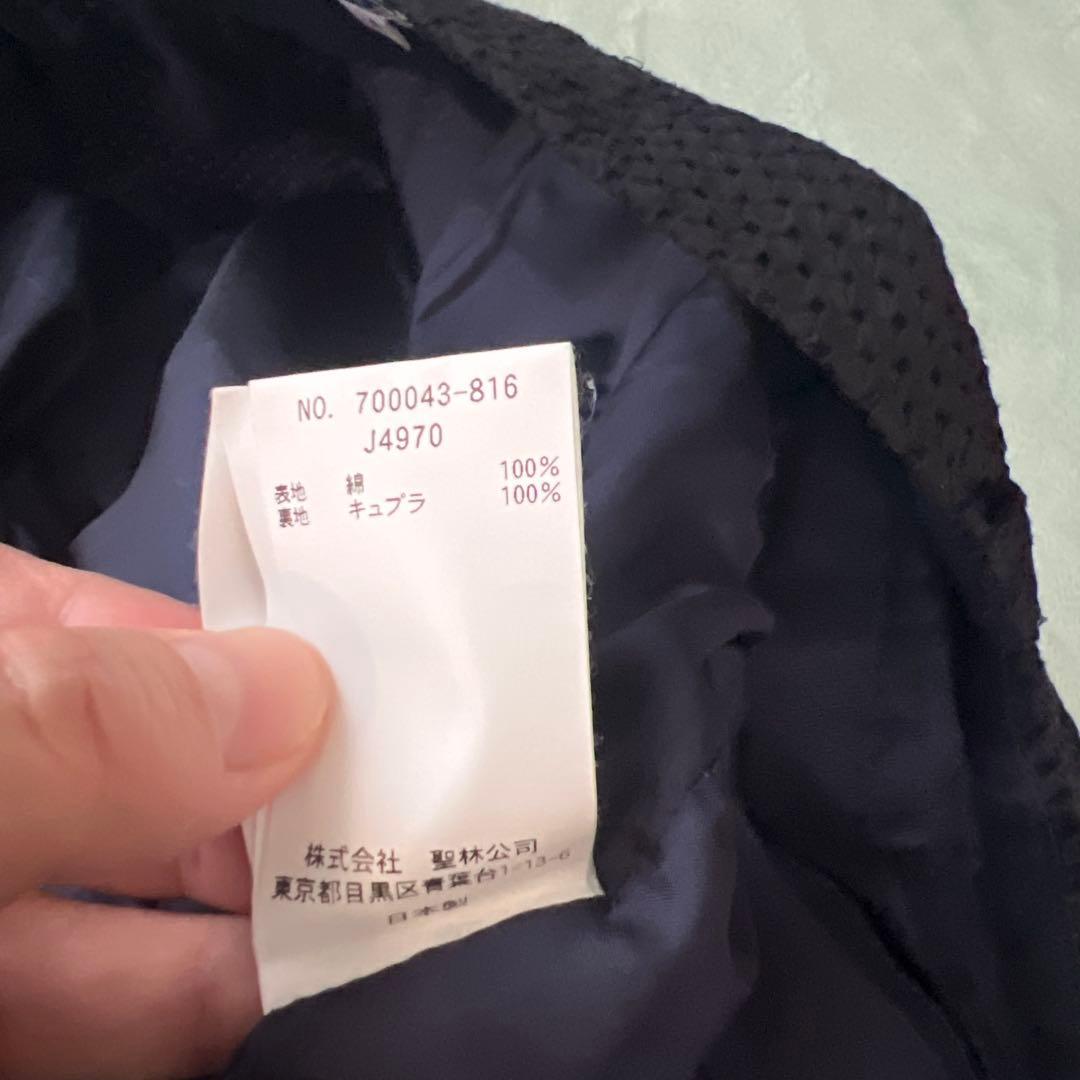 NO. 700043-816
J4970
表地 綿 100%
裏地 キュプラ 100%
株式会社 聖林公司
東京都目黒区青葉台1-13-6
日本製